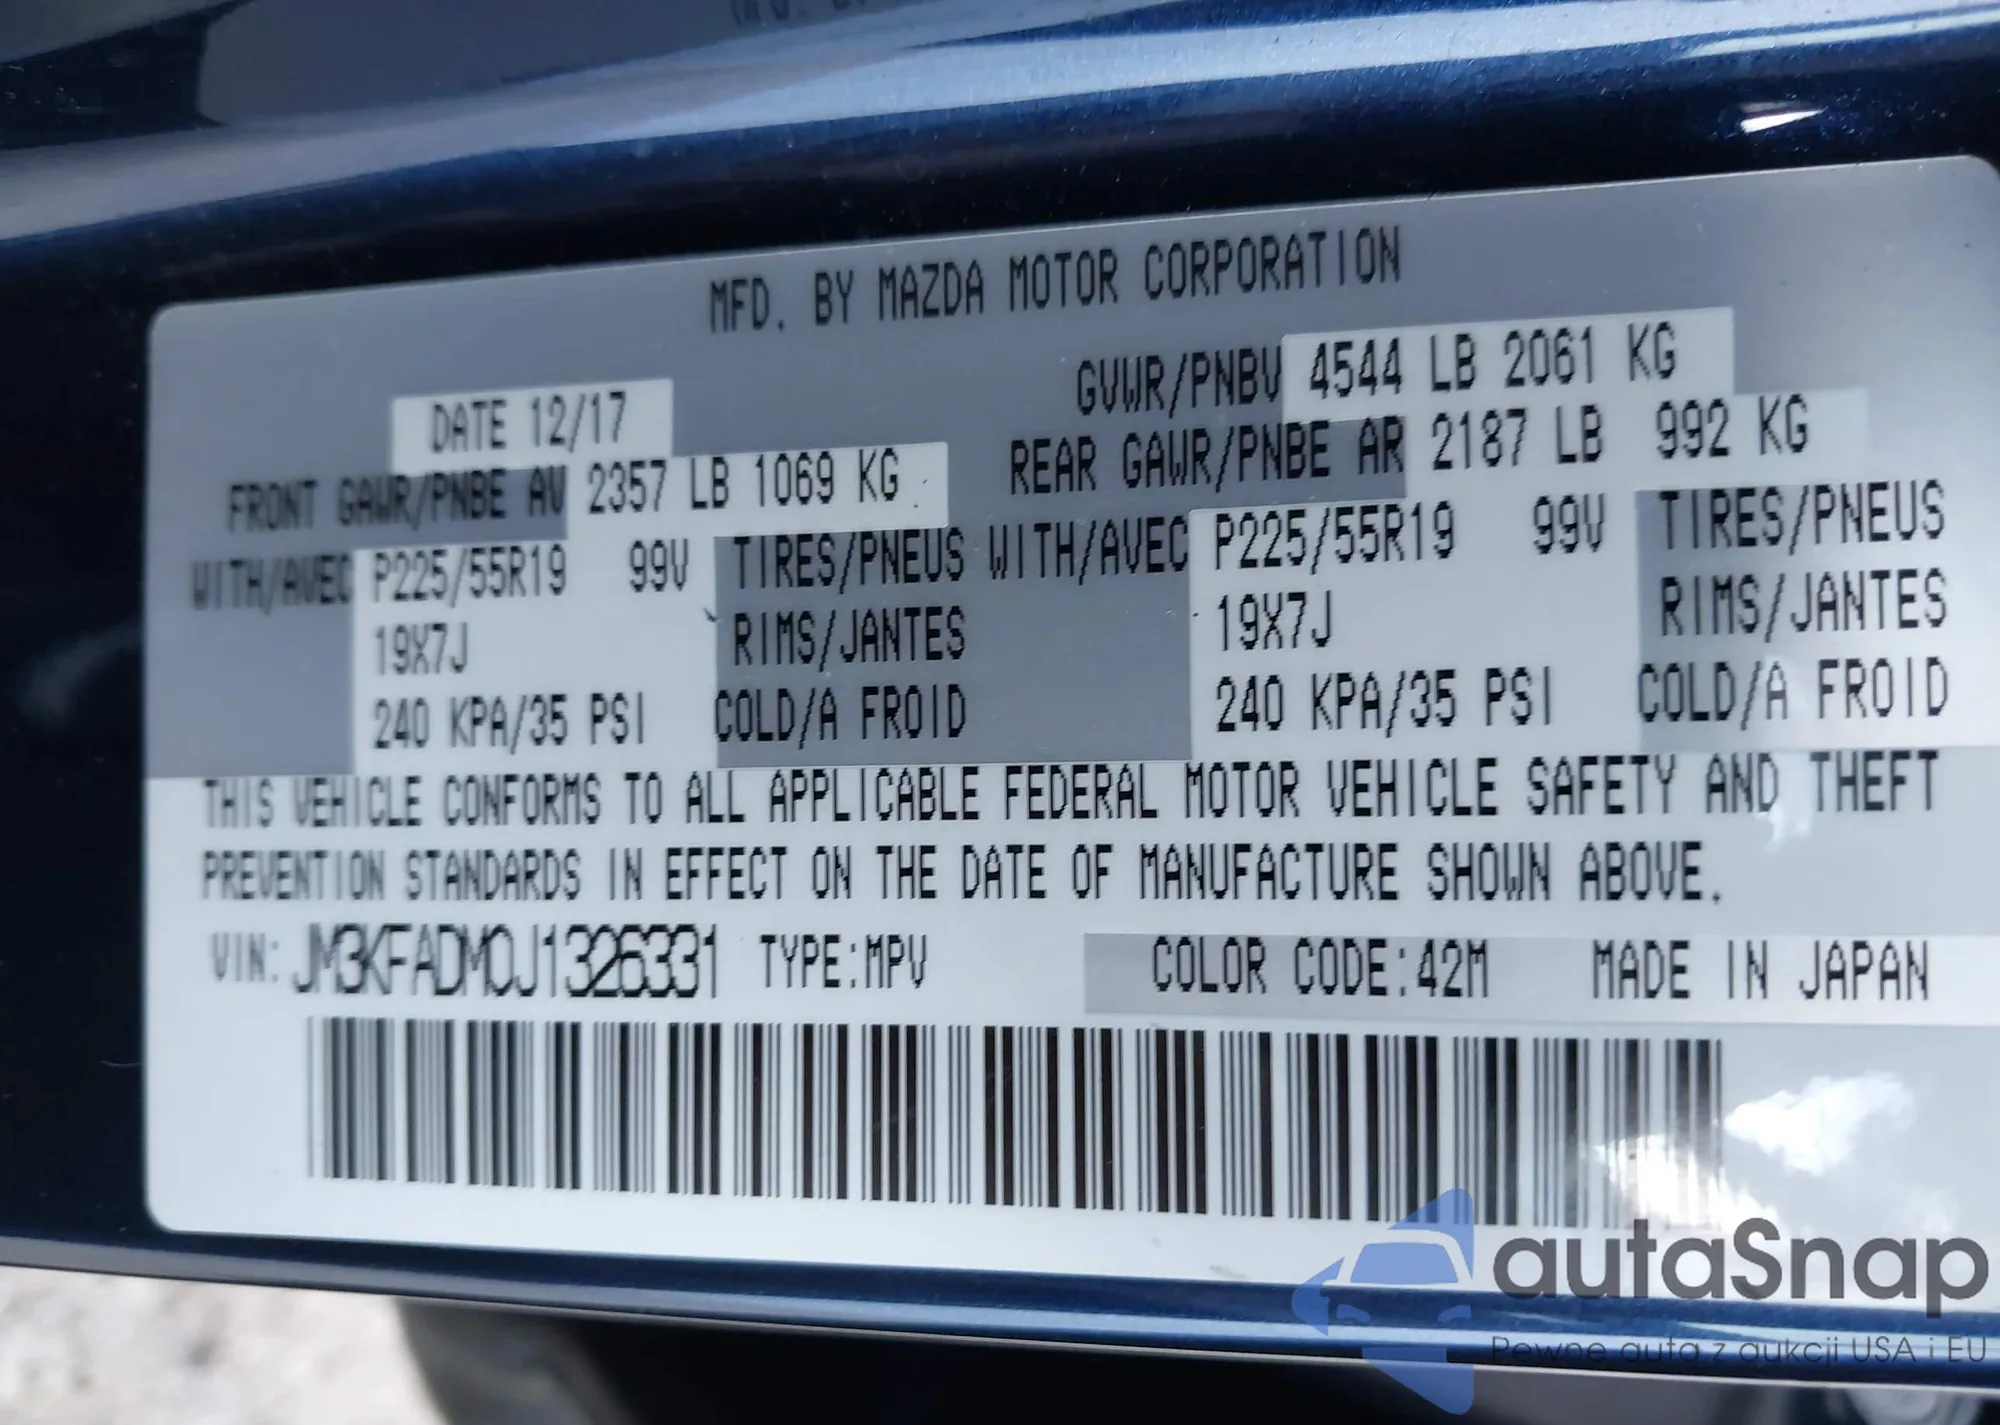 MFD. BY MAZDA MOTOR CORPORATION
DATE 12/17
GVWR/PNBV 4544 LB 2061 KG
FRONT GAWR/PNBE AV 2357 LB 1069 KG
REAR GAWR/PNBE AR 2187 LB 992 KG
WITH/AVEC P225/55R19 99V TIRES/PNEUS WITH/AVEC P225/55R19 99V TIRES/PNEUS
19X7J RIMS/JANTES 19X7J RIMS/JANTES
240 KPA/35 PSI COLD/A FROID 240 KPA/35 PSI COLD/A FROID
THIS VEHICLE CONFORMS TO ALL APPLICABLE FEDERAL MOTOR VEHICLE SAFETY AND THEFT
PREVENTION STANDARDS IN EFFECT ON THE DATE OF MANUFACTURE SHOWN ABOVE.
VIN: JM3KFADM0J1326331 TYPE:MPV COLOR CODE:42M MADE IN JAPAN
autaSnap
Pewne auta z aukcji USA i EU